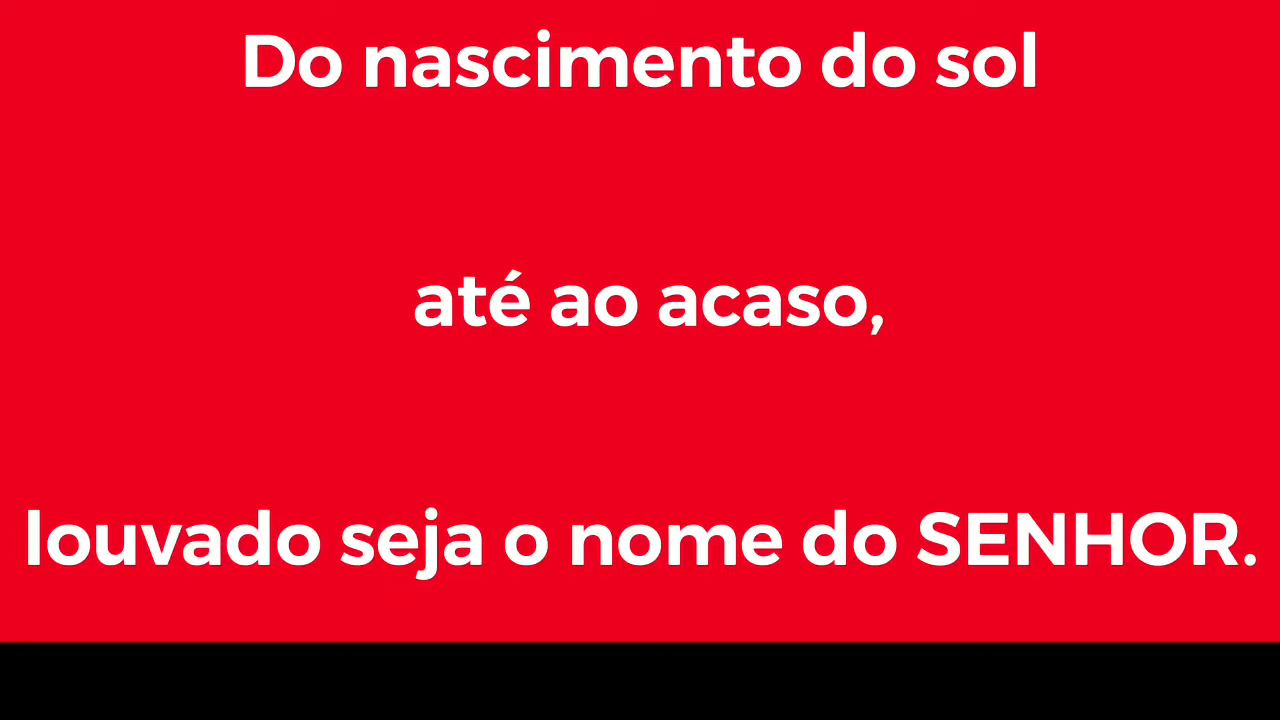 Do nascimento do sol
até ao acaso,
louvado seja o nome do SENHOR.